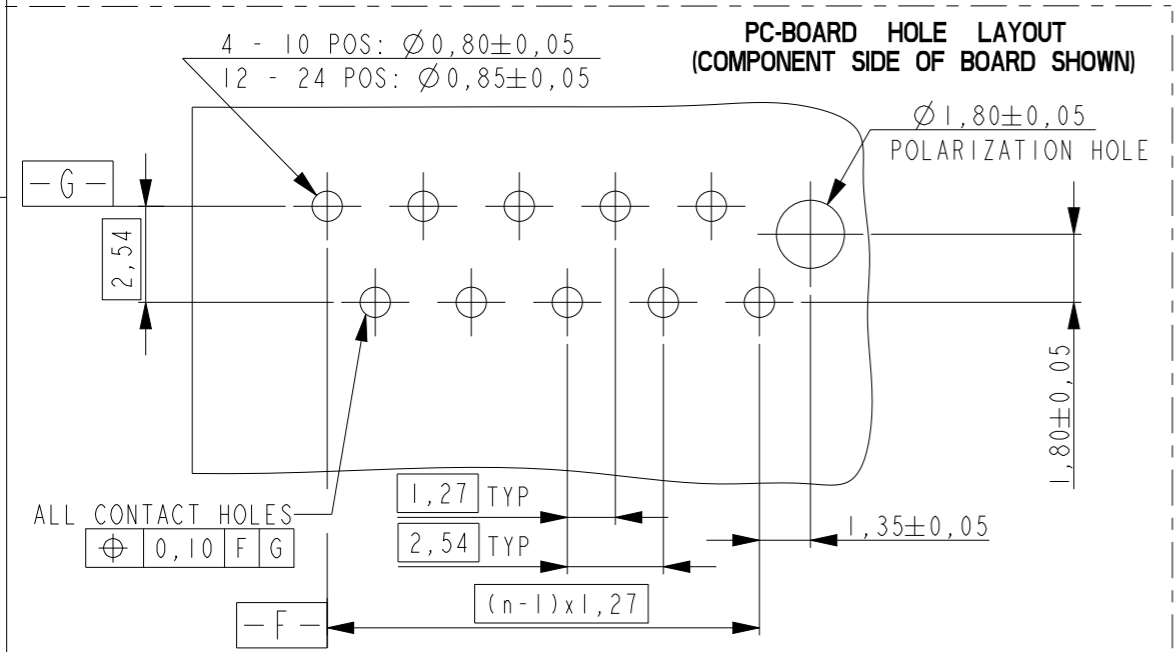 PC-BOARD HOLE LAYOUT
(COMPONENT SIDE OF BOARD SHOWN)
4 - 10 POS: Ø0,80±0,05
12 - 24 POS: Ø0,85±0,05
Ø1,80±0,05
POLARIZATION HOLE
-G-
2,54
1,80±0,05
ALL CONTACT HOLES
⌖ 0,10 F G
1,27 TYP
2,54 TYP
1,35±0,05
(n-1)x1,27
-F-